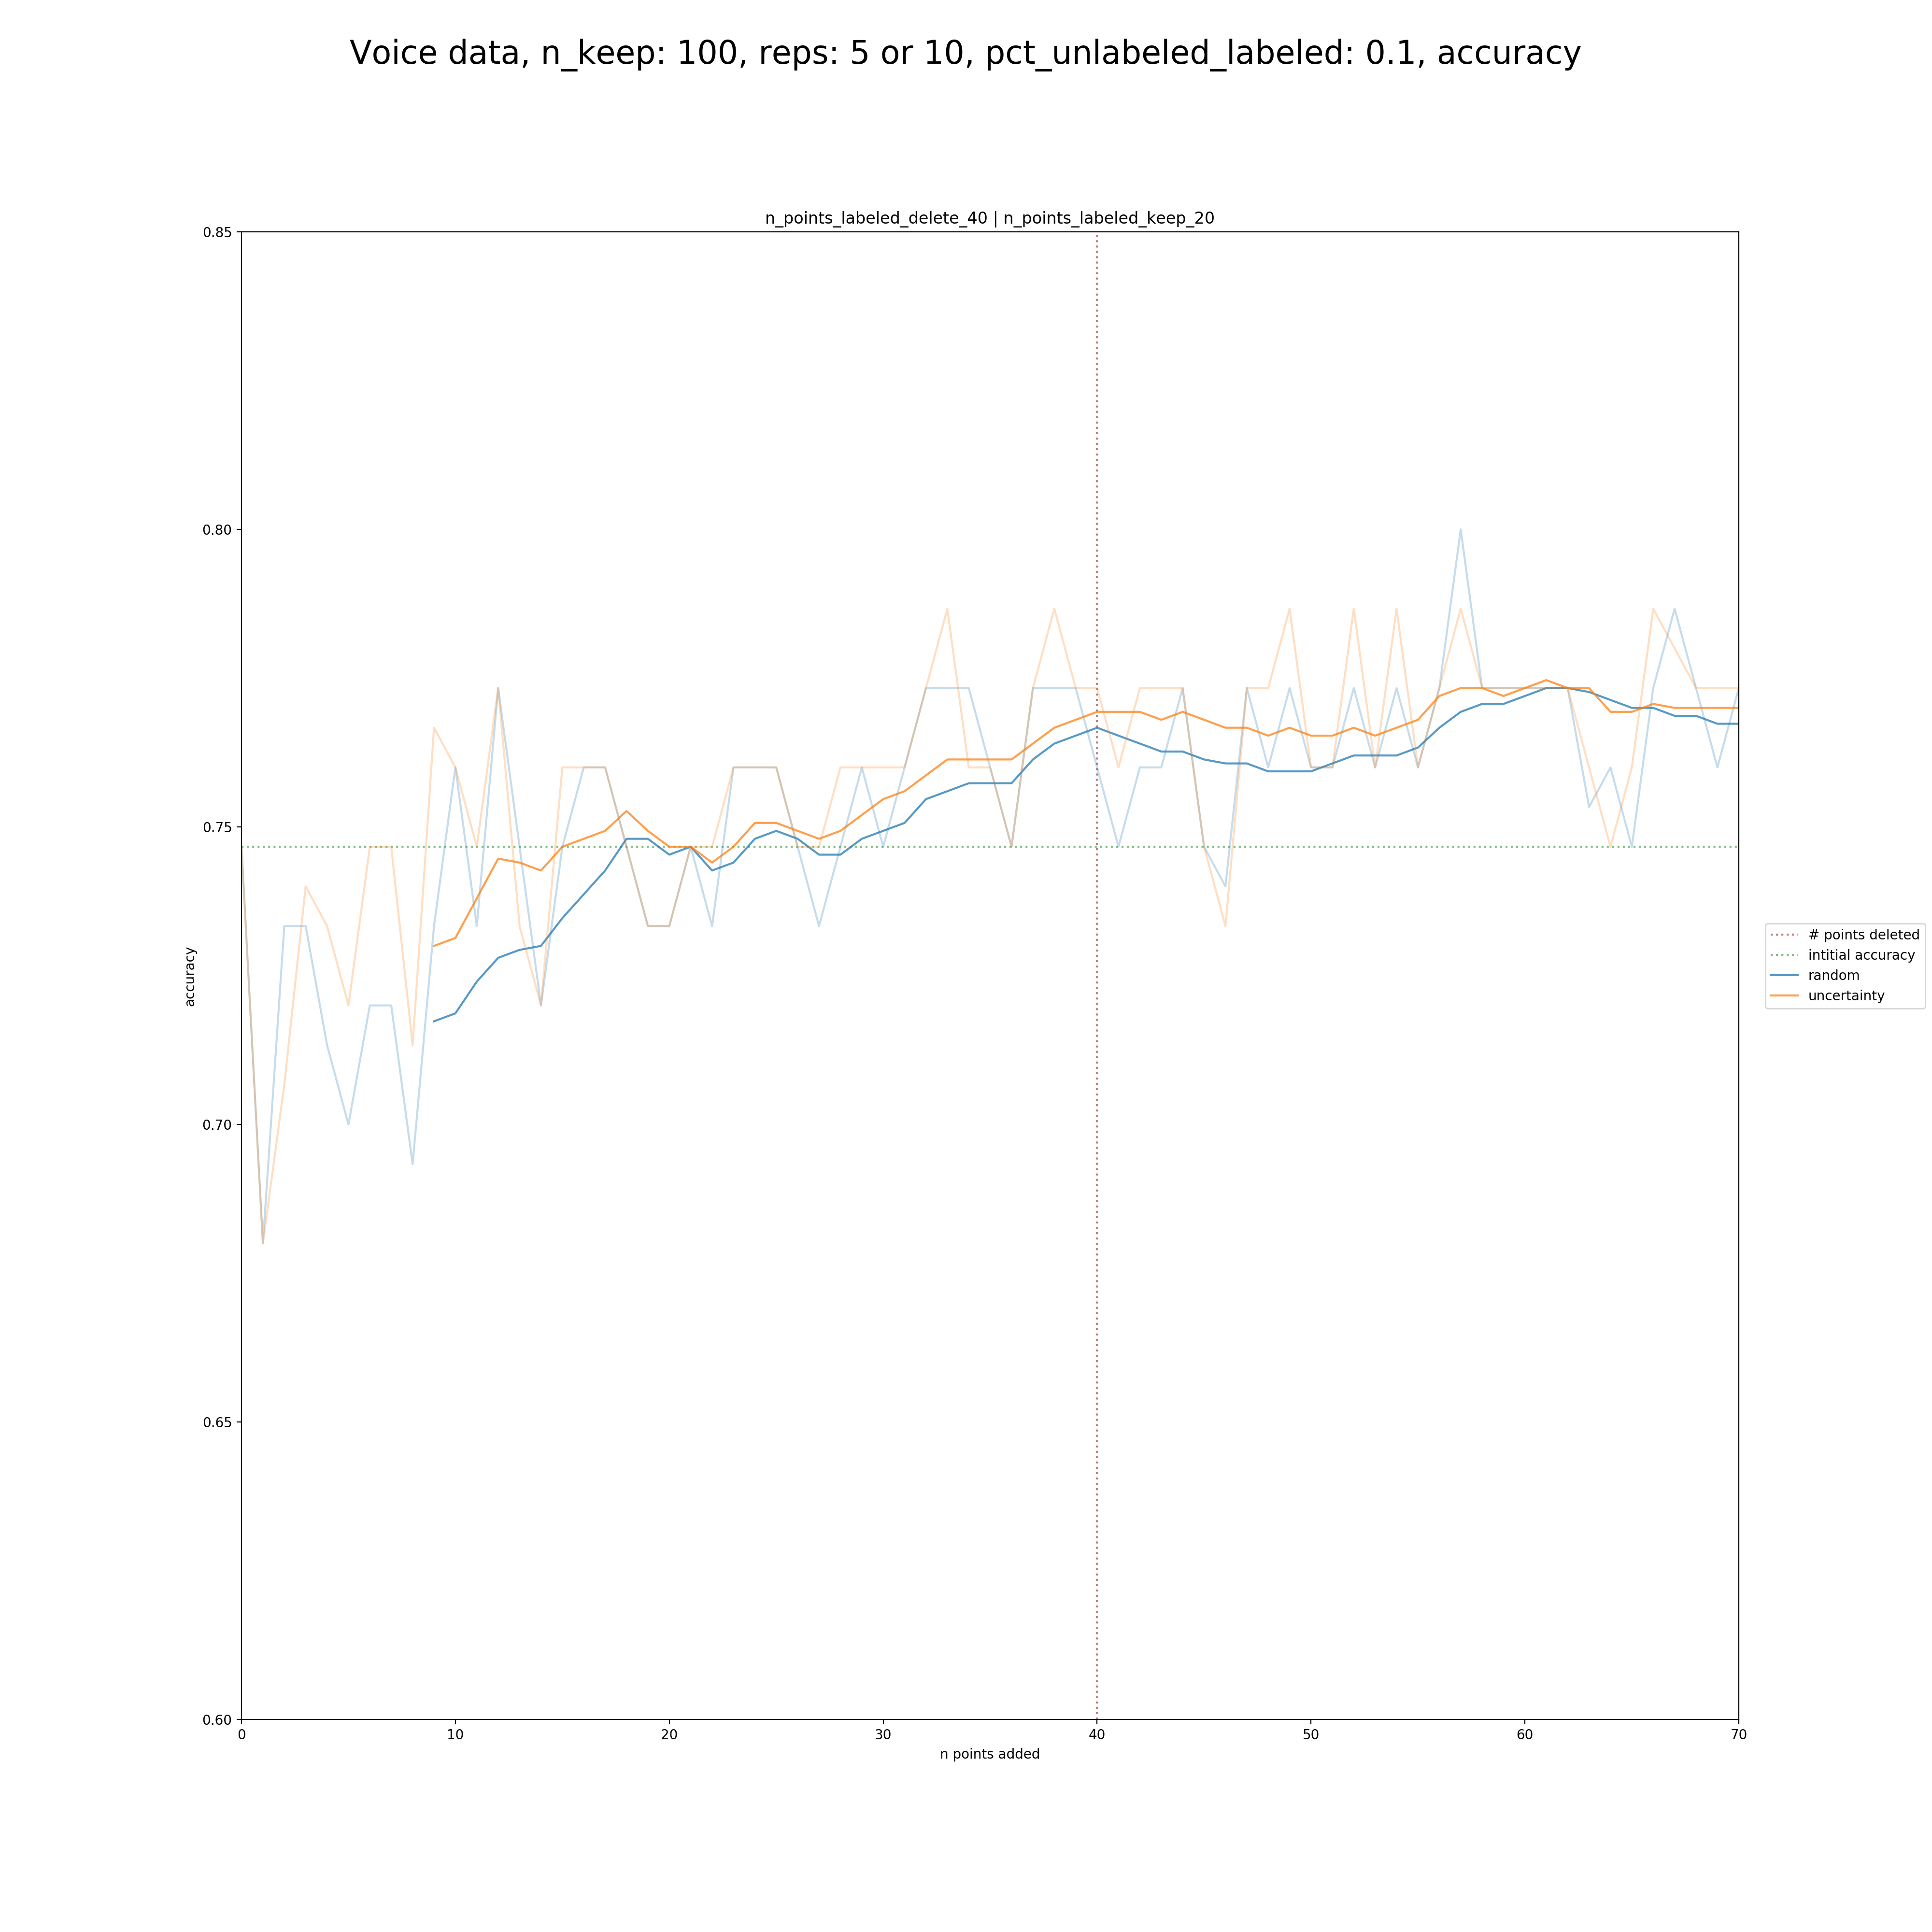 Voice data, n_keep: 100, reps: 5 or 10, pct_unlabeled_labeled: 0.1, accuracy
n_points_labeled_delete_40 | n_points_labeled_keep_20
0.85
0.80
0.75
0.70
0.65
0.60
accuracy
0 10 20 30 40 50 60 70
n points added
# points deleted
intitial accuracy
random
uncertainty